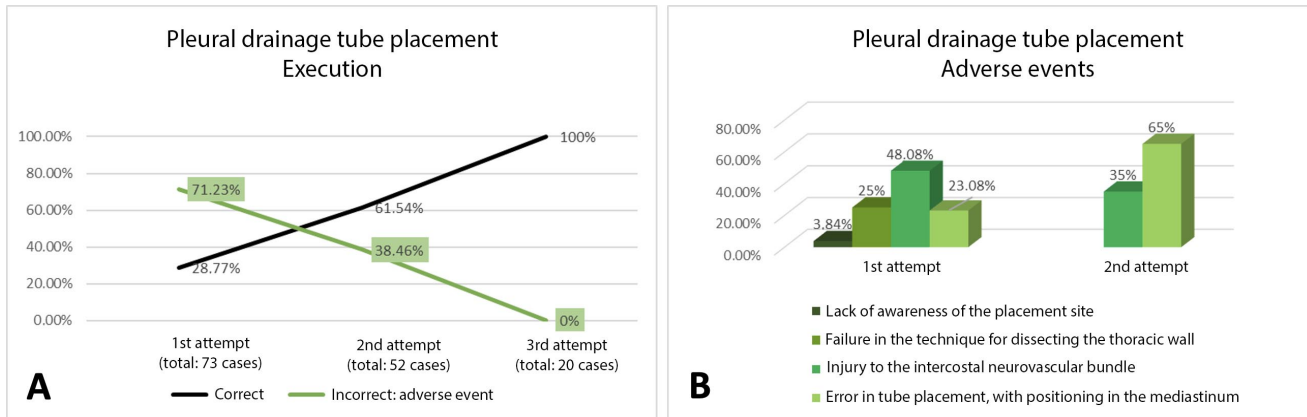 Pleural drainage tube placement
Execution
100.00%
80.00%
60.00%
40.00%
20.00%
0.00%
71.23%
28.77%
61.54%
38.46%
100%
0%
1st attempt
(total: 73 cases)
2nd attempt
(total: 52 cases)
3rd attempt
(total: 20 cases)
Correct
Incorrect: adverse event
A
Pleural drainage tube placement
Adverse events
80.00%
60.00%
40.00%
20.00%
0.00%
3.84%
25%
48.08%
23.08%
35%
65%
1st attempt
2nd attempt
Lack of awareness of the placement site
Failure in the technique for dissecting the thoracic wall
Injury to the intercostal neurovascular bundle
Error in tube placement, with positioning in the mediastinum
B